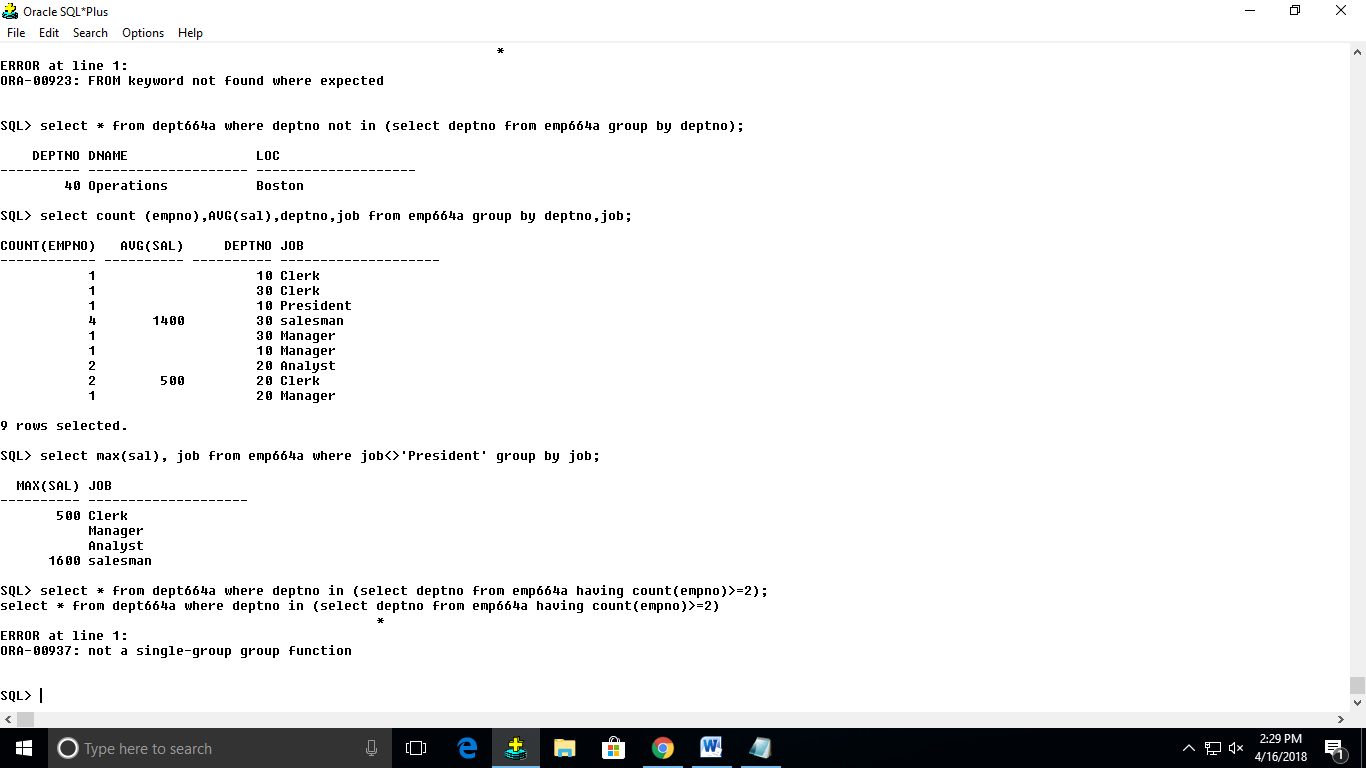 Oracle SQL*Plus
File Edit Search Options Help
*
ERROR at line 1:
ORA-00923: FROM keyword not found where expected
SQL> select * from dept664a where deptno not in (select deptno from emp664a group by deptno);
DEPTNO DNAME LOC
---------- -------------------- --------------------
40 Operations Boston
SQL> select count (empno),AVG(sal),deptno,job from emp664a group by deptno,job;
COUNT(EMPNO) AVG(SAL) DEPTNO JOB
------------ ---------- ---------- --------------------
1 10 Clerk
1 30 Clerk
1 10 President
4 1400 30 salesman
1 30 Manager
1 10 Manager
2 20 Analyst
2 500 20 Clerk
1 20 Manager
9 rows selected.
SQL> select max(sal), job from emp664a where job<>'President' group by job;
MAX(SAL) JOB
---------- --------------------
500 Clerk
Manager
Analyst
1600 salesman
SQL> select * from dept664a where deptno in (select deptno from emp664a having count(empno)>=2);
select * from dept664a where deptno in (select deptno from emp664a having count(empno)>=2)
*
ERROR at line 1:
ORA-00937: not a single-group group function
SQL>
Type here to search
2:29 PM
4/16/2018
1